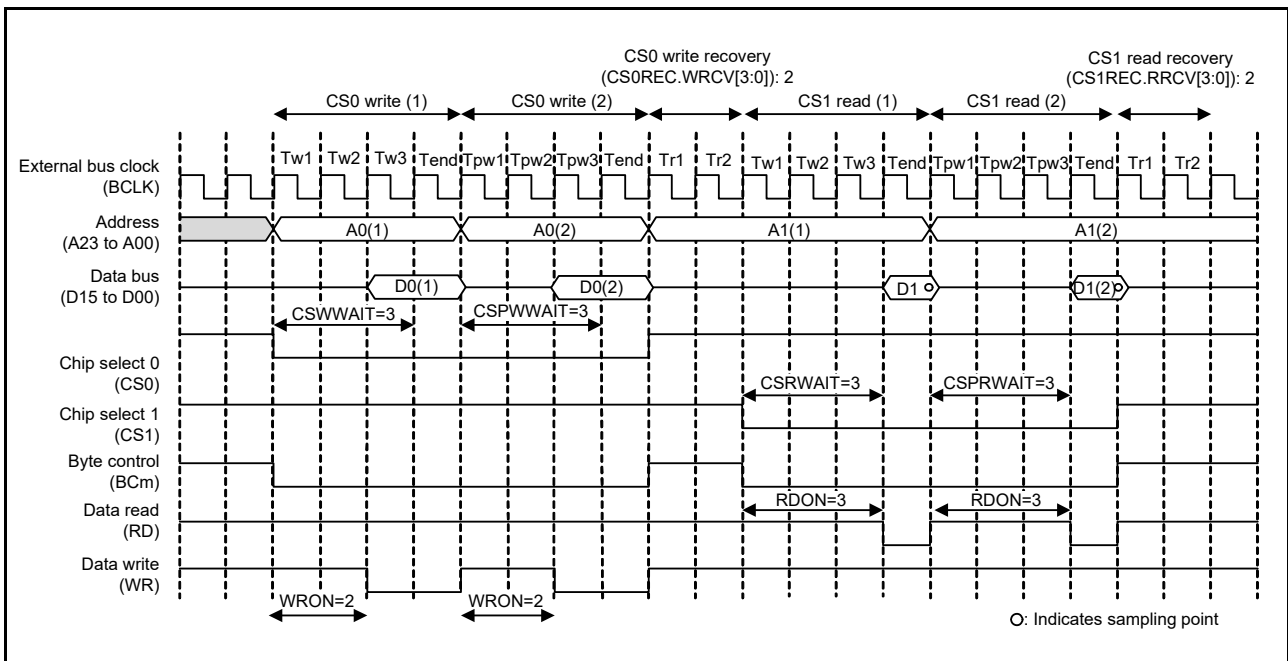 CS0 write recovery
(CS0REC.WRCV[3:0]): 2
CS1 read recovery
(CS1REC.RRCV[3:0]): 2
CS0 write (1) CS0 write (2) CS1 read (1) CS1 read (2)
Tw1 Tw2 Tw3 Tend Tpw1 Tpw2 Tpw3 Tend Tr1 Tr2 Tw1 Tw2 Tw3 Tend Tpw1 Tpw2 Tpw3 Tend Tr1 Tr2
External bus clock
(BCLK)
Address
(A23 to A00)
A0(1) A0(2) A1(1) A1(2)
Data bus
(D15 to D00)
D0(1) D0(2) D1 D1(2)
CSWWAIT=3 CSPWWAIT=3
Chip select 0
(CS0)
CSRWAIT=3 CSPRWAIT=3
Chip select 1
(CS1)
Byte control
(BCm)
RDON=3 RDON=3
Data read
(RD)
Data write
(WR)
WRON=2 WRON=2
O: Indicates sampling point